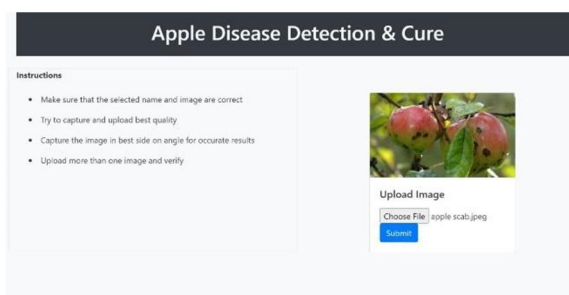 Apple Disease Detection & Cure
Instructions
Make sure that the selected name and image are correct
Try to capture and upload best quality
Capture the image in best side on angle for occurate results
Upload more than one image and verify
Upload Image
Choose File apple scab.jpeg
Submit